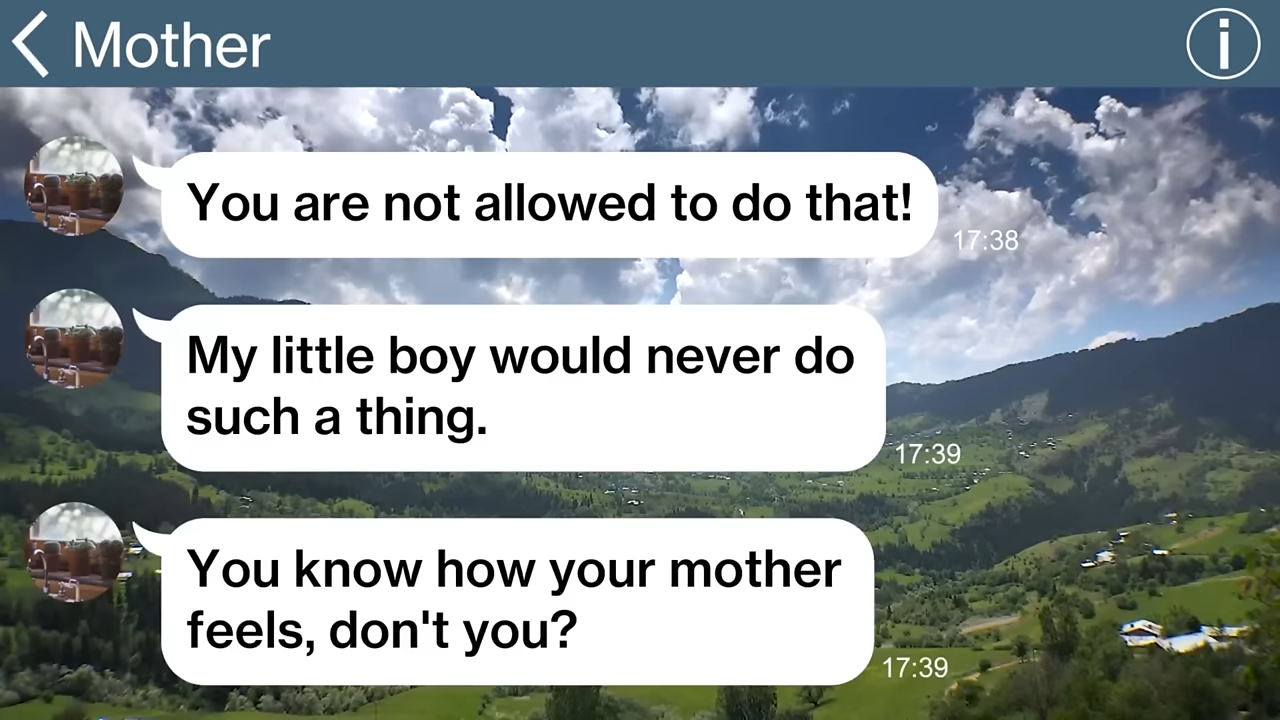 Mother
You are not allowed to do that!
17:38
My little boy would never do
such a thing.
17:39
You know how your mother
feels, don't you?
17:39